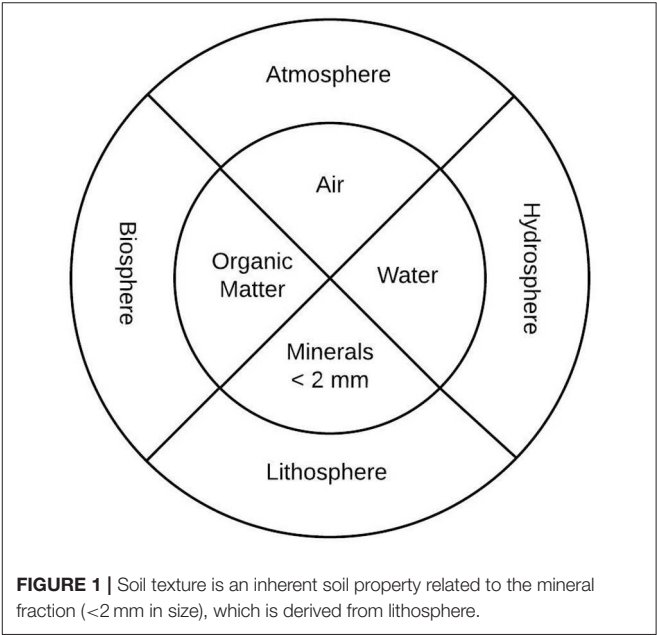 Atmosphere
Air
Biosphere
Organic
Matter
Water
Hydrosphere
Minerals
< 2 mm
Lithosphere
FIGURE 1 | Soil texture is an inherent soil property related to the mineral
fraction (<2 mm in size), which is derived from lithosphere.